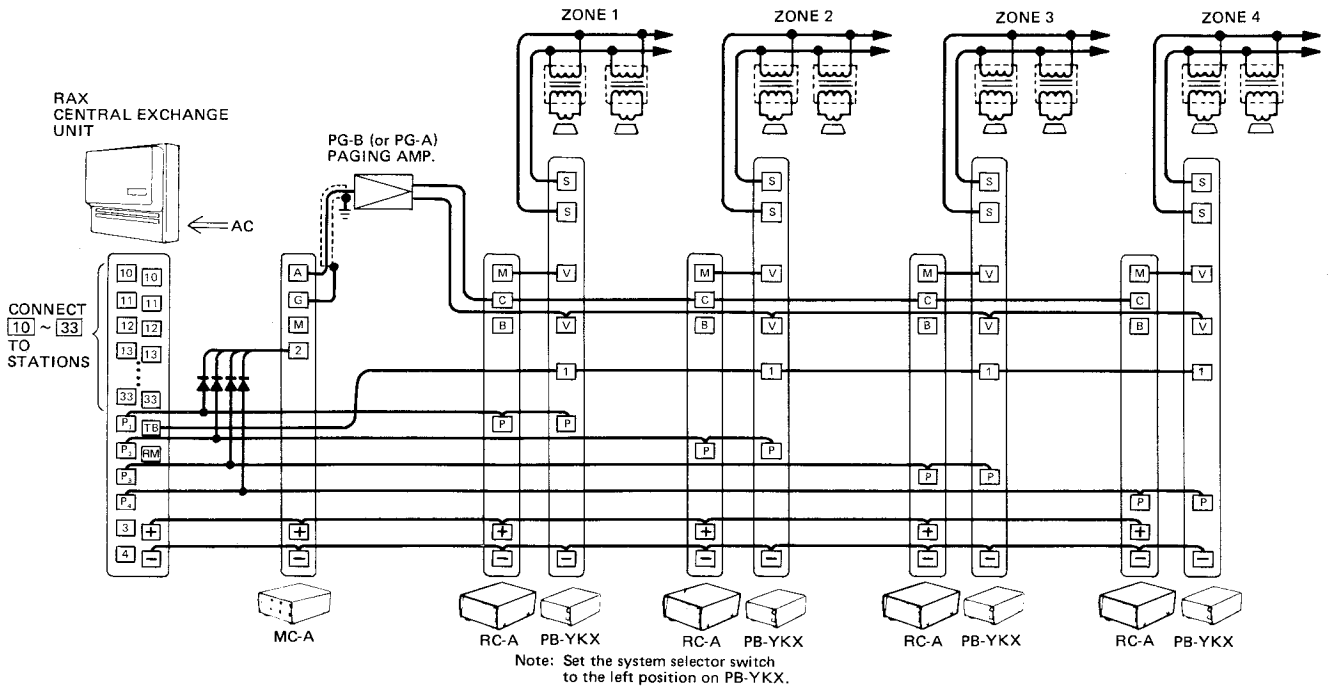 ZONE 1
ZONE 2
ZONE 3
ZONE 4
RAX
CENTRAL EXCHANGE
UNIT
PG-B (or PG-A)
PAGING AMP.
AC
S S S S
S S S S
CONNECT
10 ~ 33
TO
STATIONS
10 10 A M V M V M V M V
11 11 G C C C C
12 12 M B V B V B V B V
13 13 2
1 1 1 1
33 33
P1 TB P P
P2 RM P P
P3 P P
P4 P P
3 + + + + + +
4 − − − − − − − − − −
MC-A
RC-A PB-YKX
RC-A PB-YKX
RC-A PB-YKX
RC-A PB-YKX
Note: Set the system selector switch
to the left position on PB-YKX.